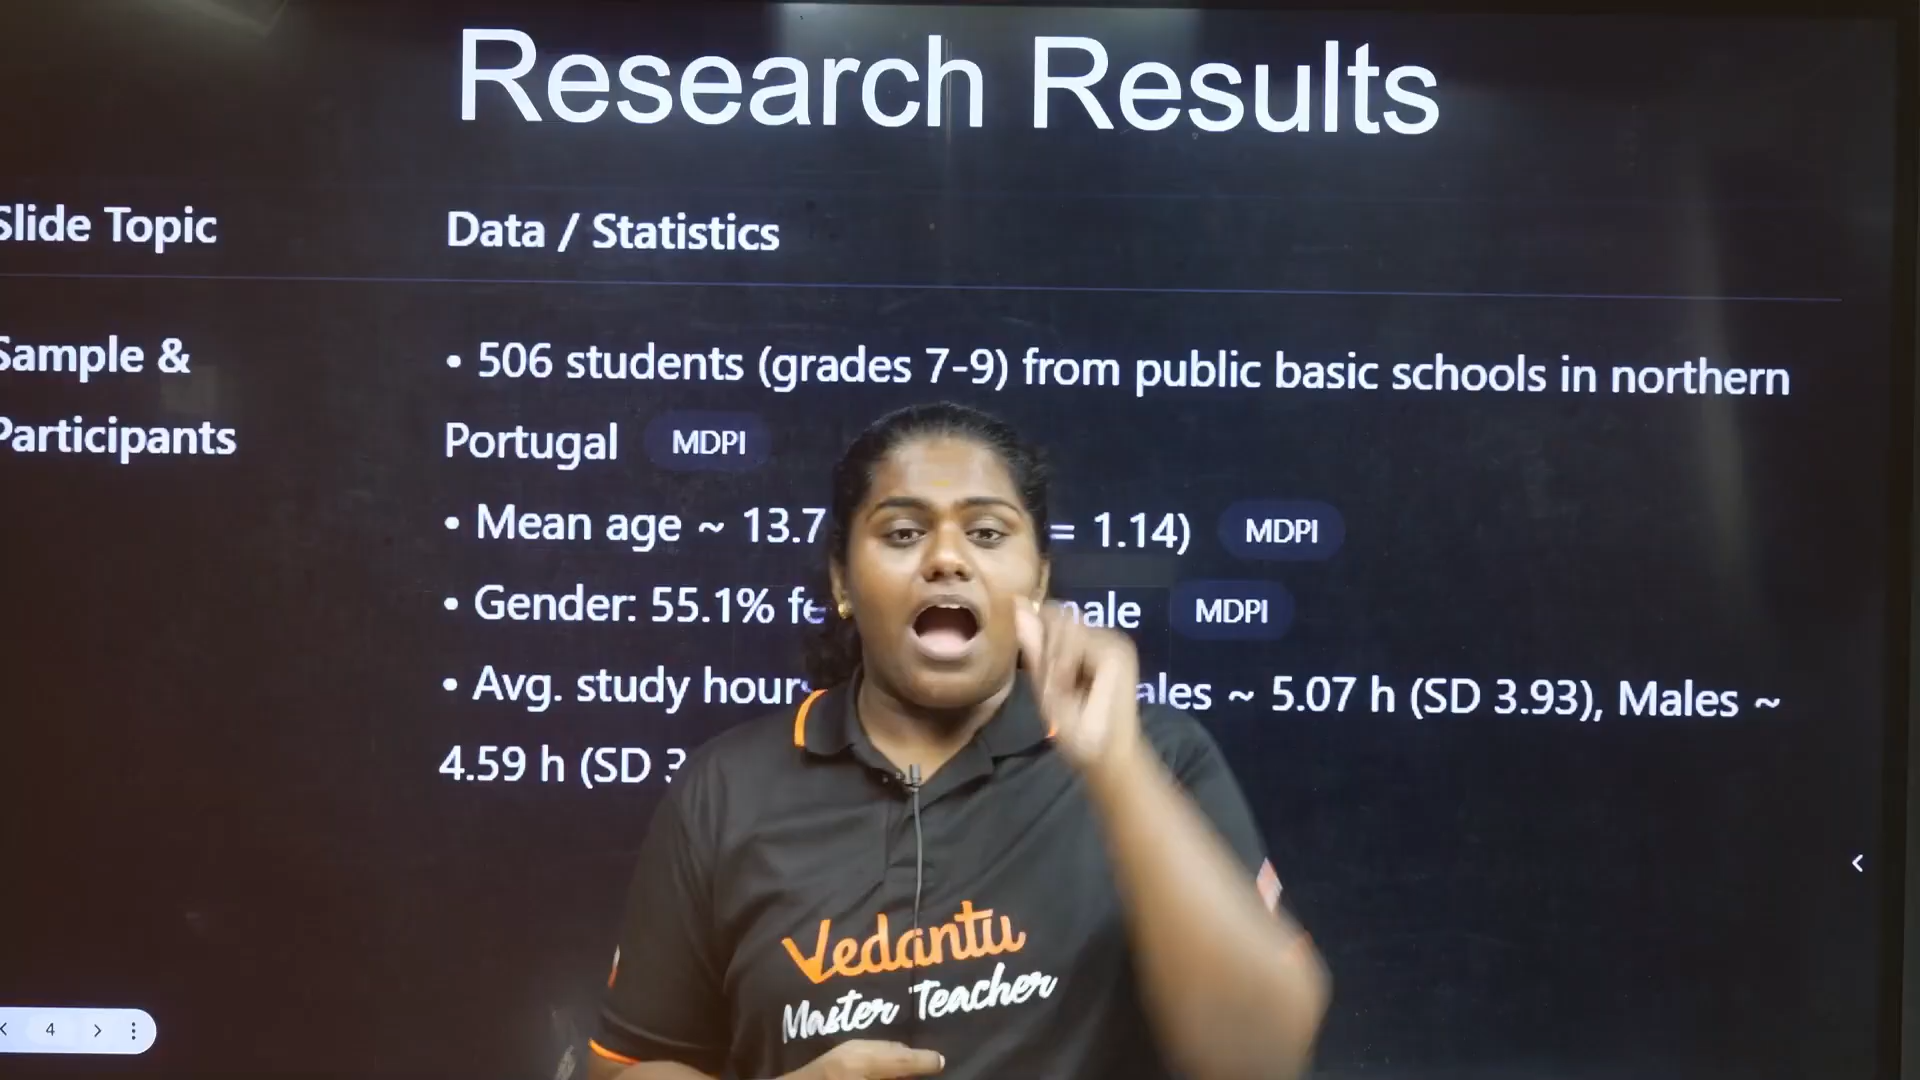 Research Results
Slide Topic
Data / Statistics
Sample &
Participants
• 506 students (grades 7-9) from public basic schools in northern
Portugal MDPI
• Mean age ~ 13.7 = 1.14) MDPI
• Gender: 55.1% MDPI
• Avg. study ~ 5.07 h (SD 3.93), Males ~
4.59 h (SD
Vedantu
Master Teacher
4